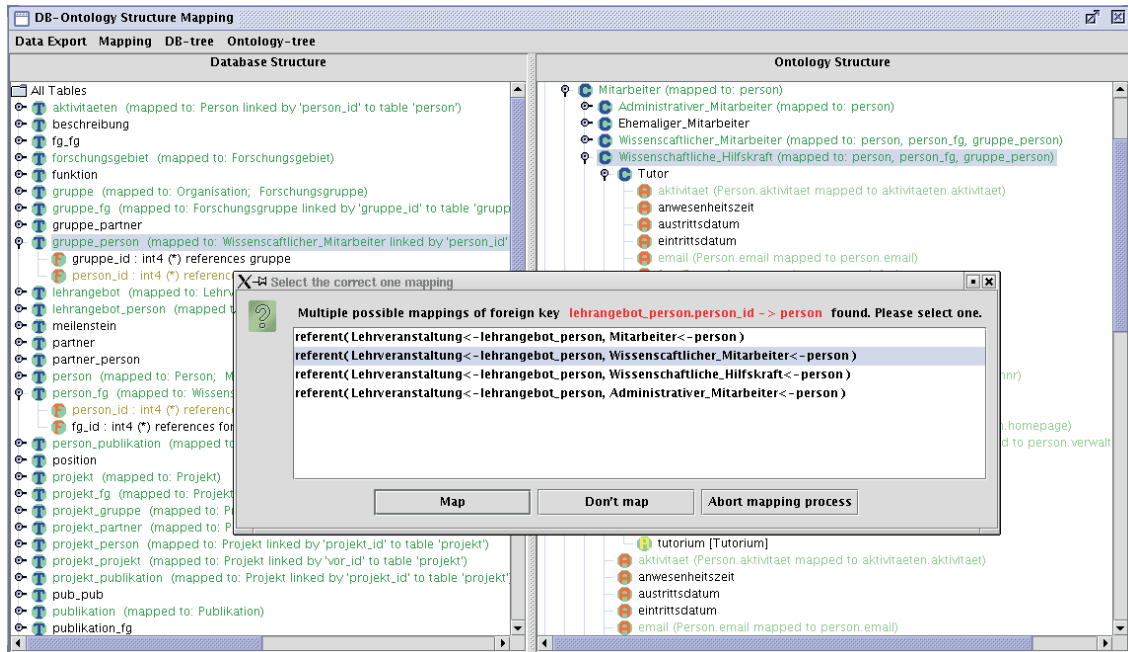 DB-Ontology Structure Mapping
Data Export Mapping DB-tree Ontology-tree
Database Structure
All Tables
aktivitaeten (mapped to: Person linked by 'person_id' to table 'person')
beschreibung
fg_fg
forschungsgebiet (mapped to: Forschungsgebiet)
funktion
gruppe (mapped to: Organisation; Forschungsgruppe)
gruppe_fg (mapped to: Forschungsgruppe linked by 'gruppe_id' to table 'grupp
gruppe_partner
gruppe_person (mapped to: Wissenscaftlicher_Mitarbeiter linked by 'person_id'
gruppe_id : int4 (*) references gruppe
person_id : int4 (*) referenc
lehrangebot (mapped to: Lehrv
lehrangebot_person (mapped t
meilenstein
partner
partner_person
person (mapped to: Person; M
person_fg (mapped to: Wissens
person_id : int4 (*) referenc
fg_id : int4 (*) references for
person_publikation (mapped to
position
projekt (mapped to: Projekt)
projekt_fg (mapped to: Projekt
projekt_gruppe (mapped to: P
projekt_partner (mapped to: P
projekt_person (mapped to: Projekt linked by 'projekt_id' to table 'projekt')
projekt_projekt (mapped to: Projekt linked by 'vor_id' to table 'projekt')
projekt_publikation (mapped to: Projekt linked by 'projekt_id' to table 'projekt'
pub_pub
publikation (mapped to: Publikation)
publikation_fg
Ontology Structure
Mitarbeiter (mapped to: person)
Administrativer_Mitarbeiter (mapped to: person)
Ehemaliger_Mitarbeiter
Wissenscaftlicher_Mitarbeiter (mapped to: person, person_fg, gruppe_person)
Wissenschaftliche_Hilfskraft (mapped to: person, person_fg, gruppe_person)
Tutor
aktivitaet (Person.aktivitaet mapped to aktivitaeten.aktivitaet)
anwesenheitszeit
austrittsdatum
eintrittsdatum
email (Person.email mapped to person.email)
nnr)
n.homepage)
d to person.verwalt
tutorium [Tutorium]
aktivitaet (Person.aktivitaet mapped to aktivitaeten.aktivitaet)
anwesenheitszeit
austrittsdatum
eintrittsdatum
email (Person.email mapped to person.email)
Select the correct one mapping
Multiple possible mappings of foreign key lehrangebot_person.person_id -> person found. Please select one.
referent( Lehrveranstaltung<-lehrangebot_person, Mitarbeiter<-person )
referent( Lehrveranstaltung<-lehrangebot_person, Wissenscaftlicher_Mitarbeiter<-person )
referent( Lehrveranstaltung<-lehrangebot_person, Wissenschaftliche_Hilfskraft<-person )
referent( Lehrveranstaltung<-lehrangebot_person, Administrativer_Mitarbeiter<-person )
Map Don't map Abort mapping process